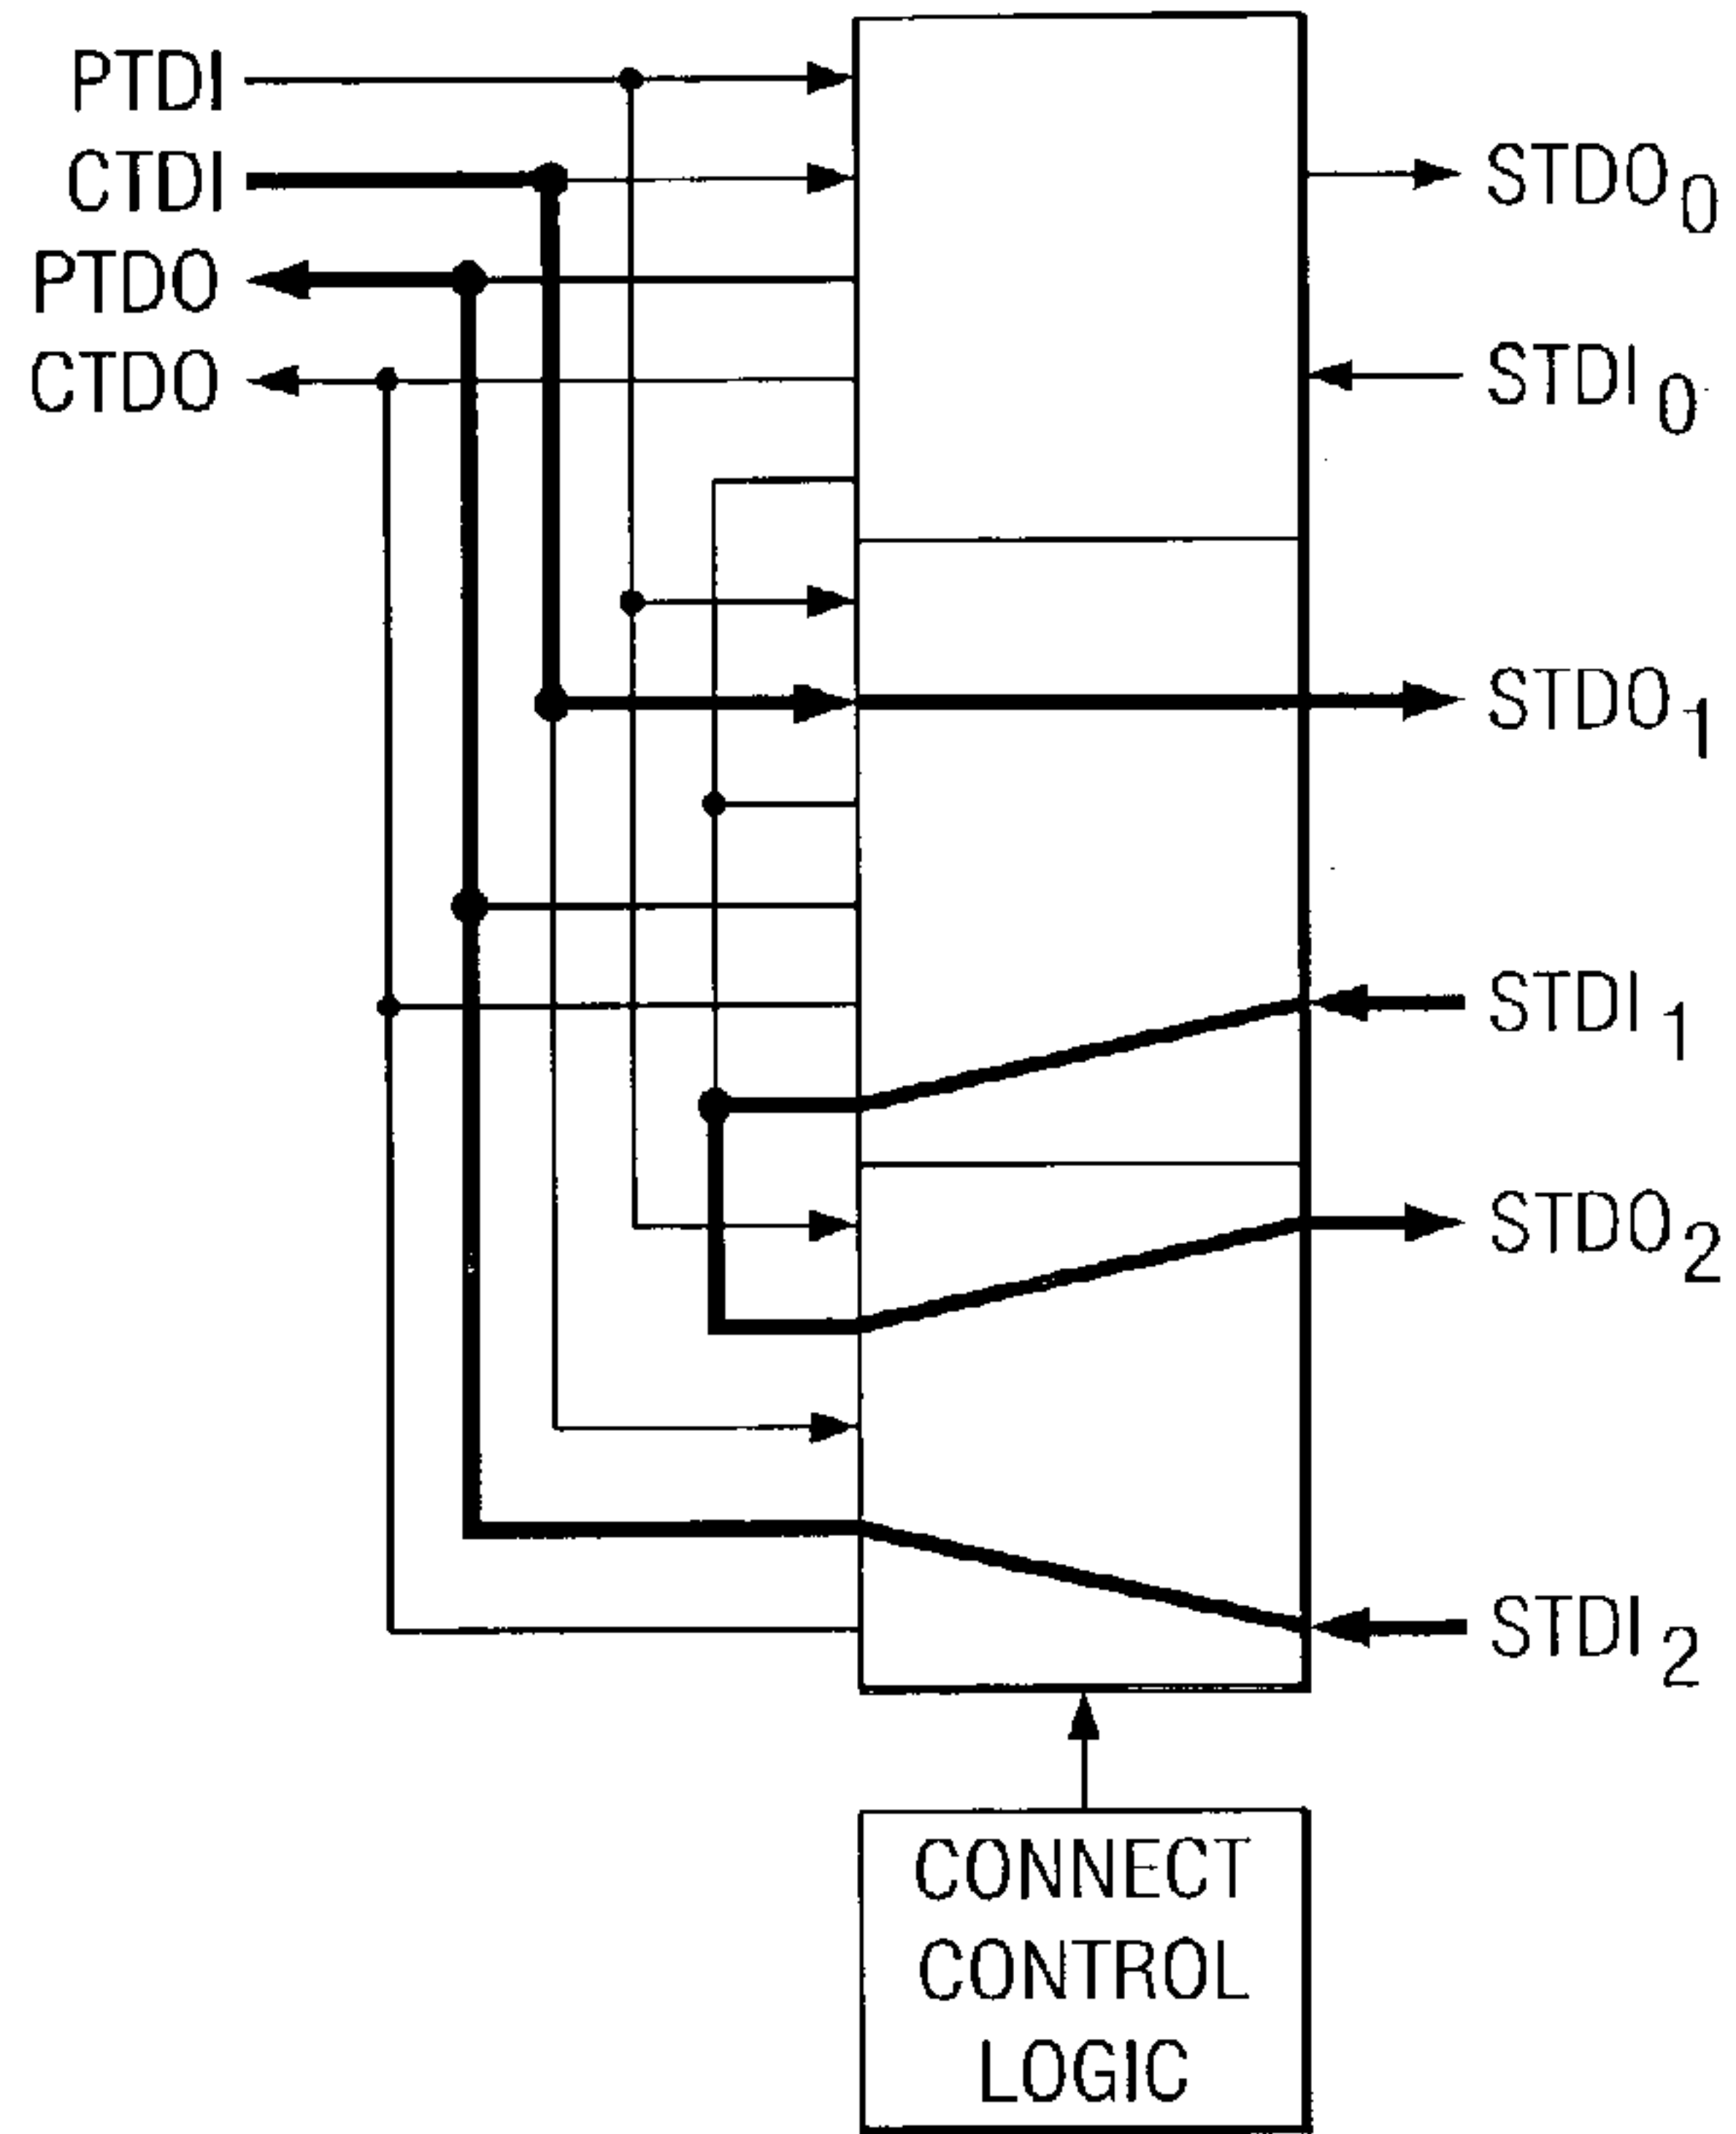 PTDI
CTDI
PTDO
CTDO
STDO0
STDI0
STDO1
STDI1
STDO2
STDI2
CONNECT
CONTROL
LOGIC